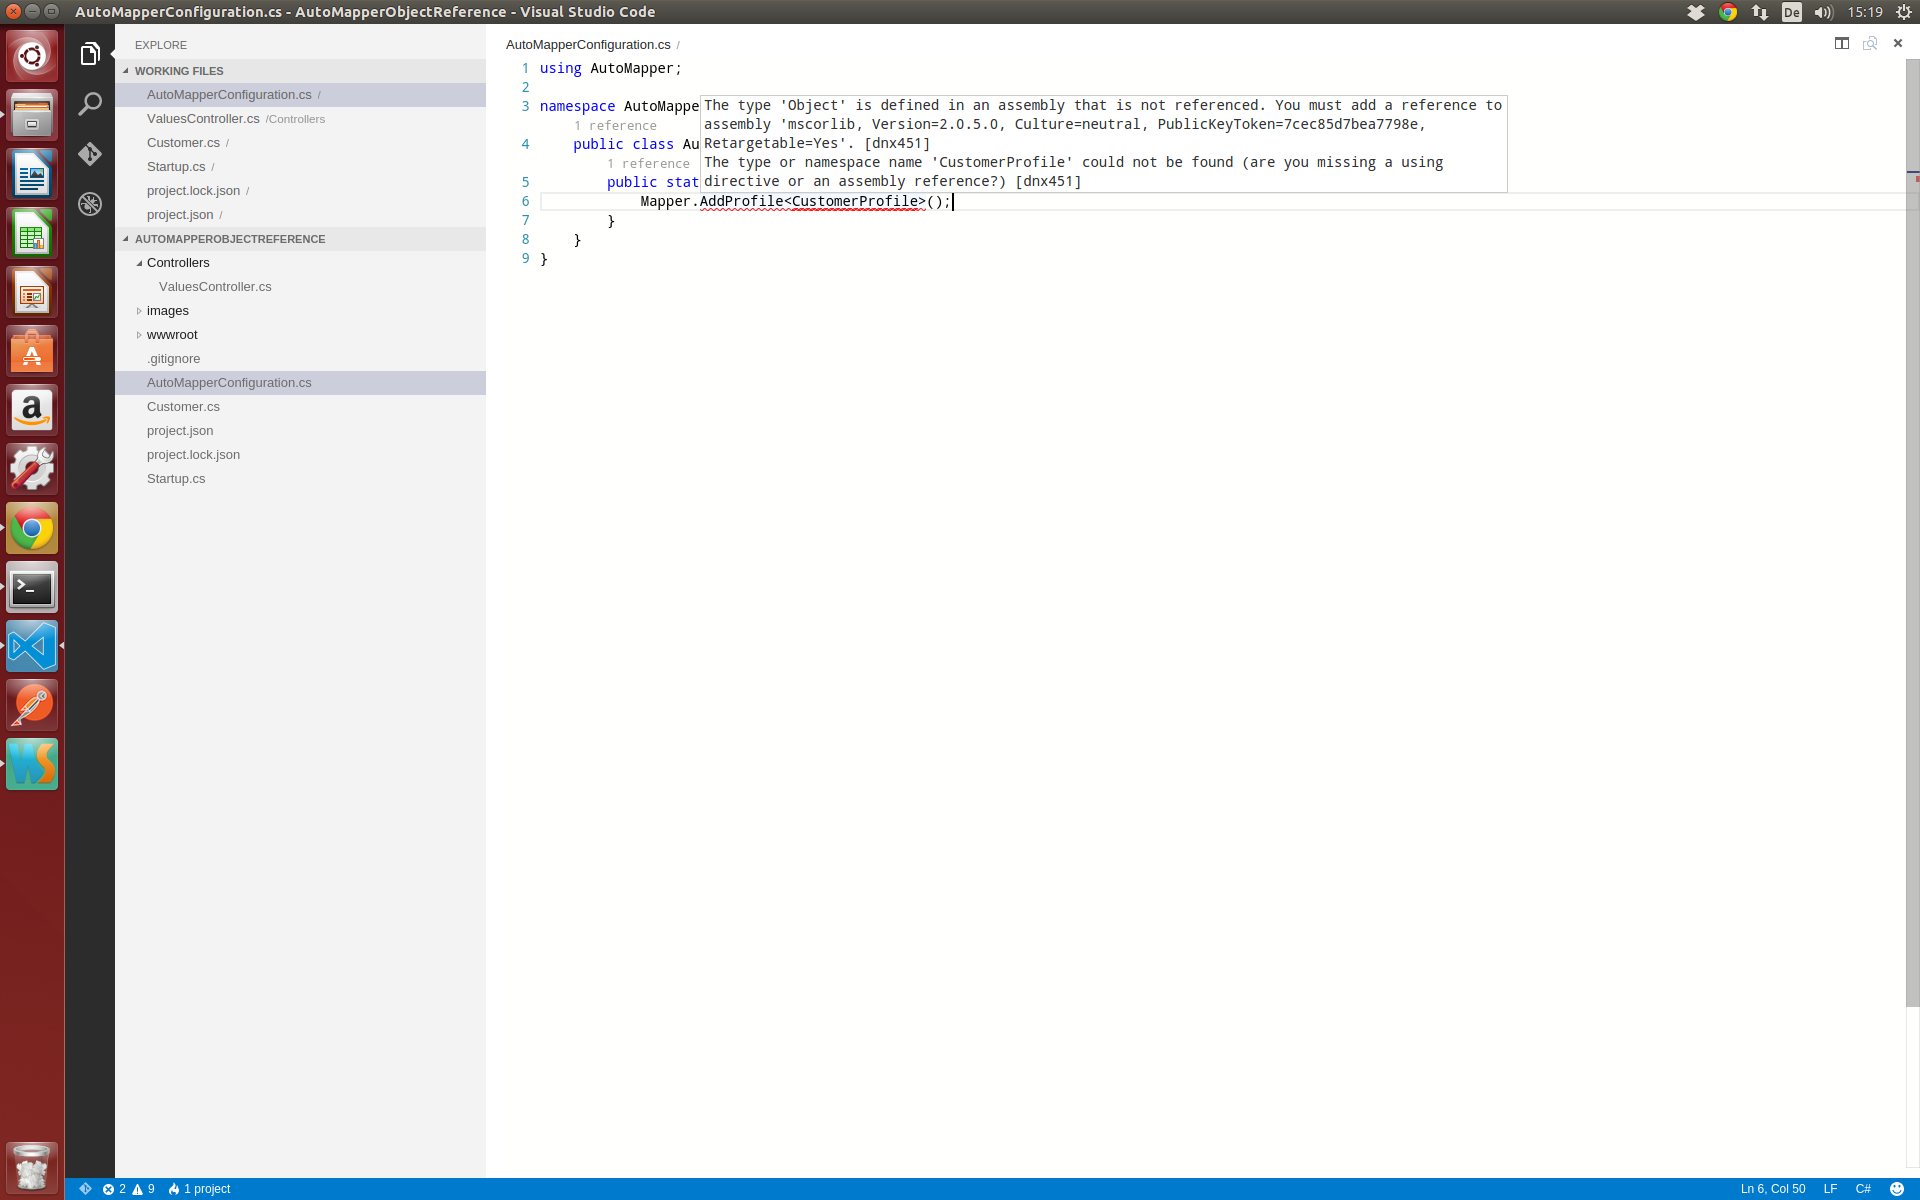 AutoMapperConfiguration.cs - AutoMapperObjectReference - Visual Studio Code
De
15:19
EXPLORE
WORKING FILES
AutoMapperConfiguration.cs /
ValuesController.cs /Controllers
Customer.cs /
Startup.cs /
project.lock.json /
project.json /
AUTOMAPPEROBJECTREFERENCE
Controllers
ValuesController.cs
images
wwwroot
.gitignore
AutoMapperConfiguration.cs
Customer.cs
project.json
project.lock.json
Startup.cs
AutoMapperConfiguration.cs /
1 using AutoMapper;
2
3 namespace AutoMappe
1 reference
4 public class Au
1 reference
5 public stat
6 Mapper.AddProfile<CustomerProfile>();
7 }
8 }
9 }
The type 'Object' is defined in an assembly that is not referenced. You must add a reference to
assembly 'mscorlib, Version=2.0.5.0, Culture=neutral, PublicKeyToken=7cec85d7bea7798e,
Retargetable=Yes'. [dnx451]
The type or namespace name 'CustomerProfile' could not be found (are you missing a using
directive or an assembly reference?) [dnx451]
2 9 1 project
Ln 6, Col 50 LF C#